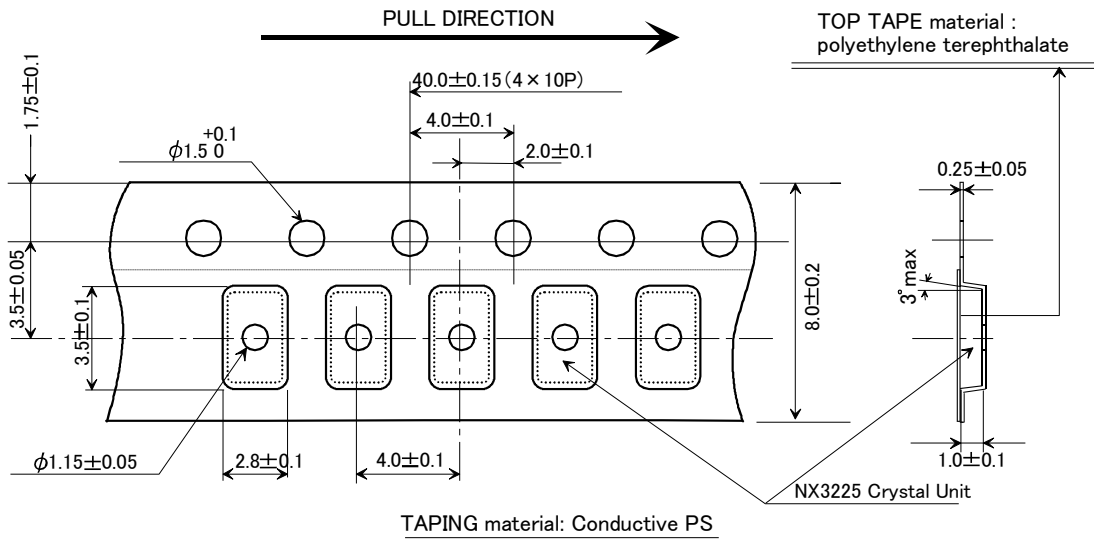 PULL DIRECTION
TOP TAPE material :
polyethylene terephthalate
1.75±0.1
40.0±0.15(4×10P)
4.0±0.1
+0.1
φ1.5 0
2.0±0.1
0.25±0.05
3.5±0.05
3.5±0.1
8.0±0.2
3°max
φ1.15±0.05
2.8±0.1
4.0±0.1
1.0±0.1
NX3225 Crystal Unit
TAPING material: Conductive PS